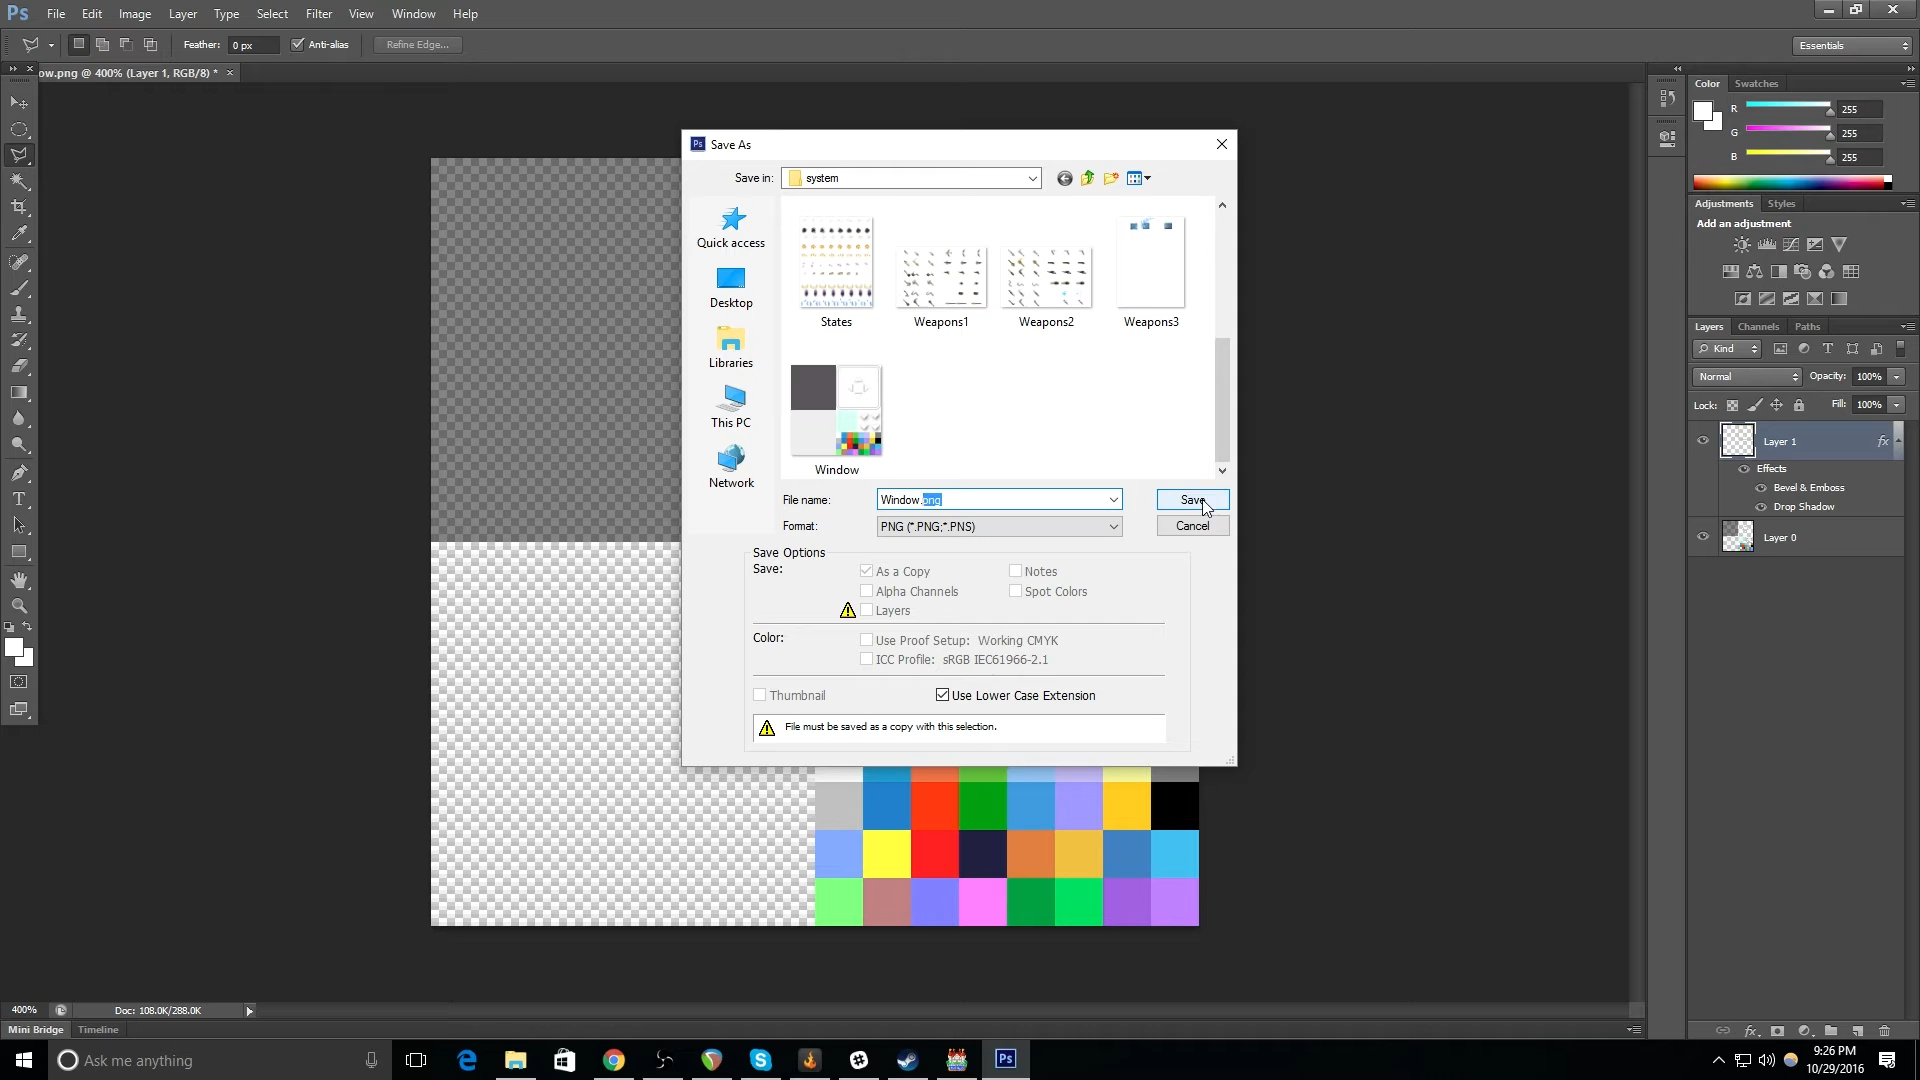 Ps File Edit Image Layer Type Select Filter View Window Help
Feather: 0 px Anti-alias Refine Edge... Essentials
ow.png @ 400% (Layer 1, RGB/8) * ×
Color Swatches
R 255
G 255
B 255
Adjustments Styles
Add an adjustment
Layers Channels Paths
Kind
Normal Opacity: 100%
Lock: Fill: 100%
Layer 1 fx
Effects
Bevel & Emboss
Drop Shadow
Layer 0
Ps Save As
Save in: system
Quick access
Desktop
Libraries
This PC
Network
States Weapons1 Weapons2 Weapons3
Window
File name: Window.png Save
Format: PNG (*.PNG;*.PNS) Cancel
Save Options
Save: As a Copy Notes
Alpha Channels Spot Colors
Layers
Color: Use Proof Setup: Working CMYK
ICC Profile: sRGB IEC61966-2.1
Thumbnail Use Lower Case Extension
File must be saved as a copy with this selection.
400% Doc: 108.0K/288.0K
Mini Bridge Timeline
Ask me anything
Ps
9:26 PM
10/29/2016